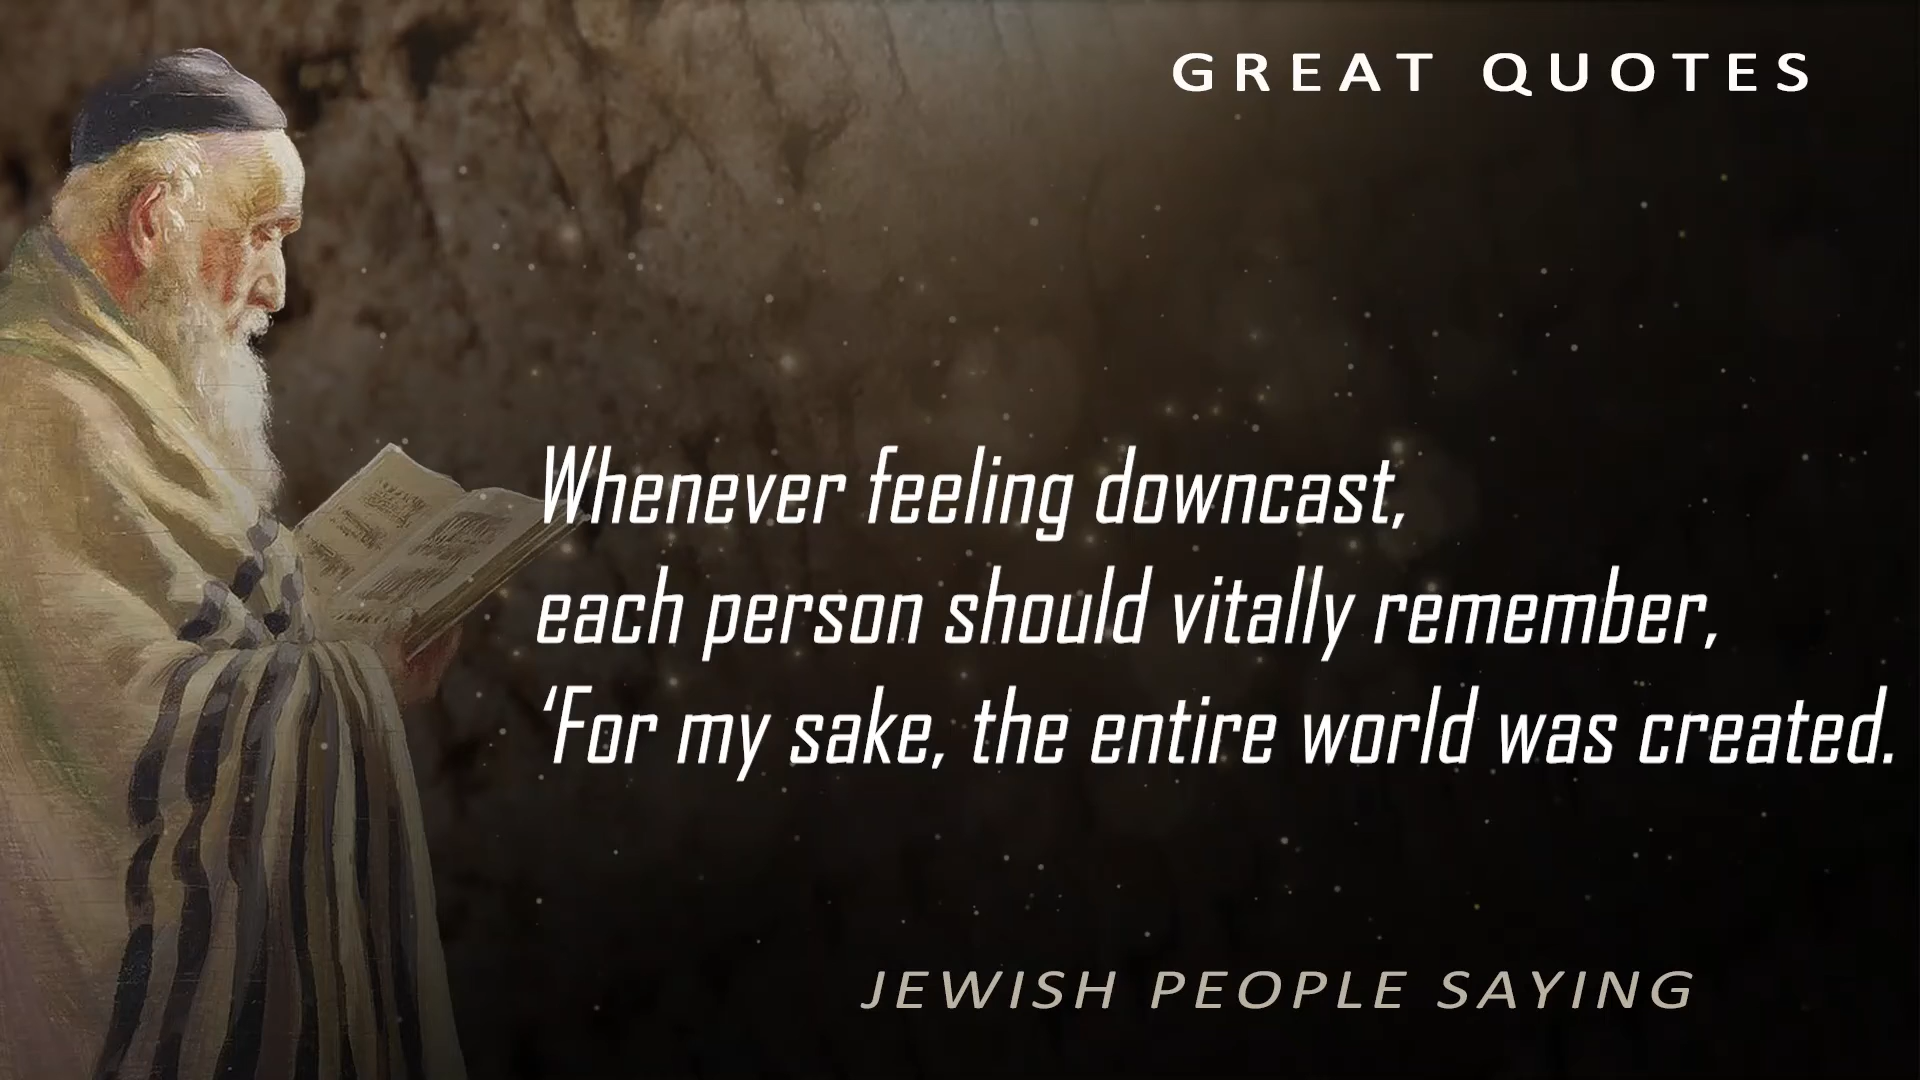 GREAT QUOTES
Whenever feeling downcast,
each person should vitally remember,
‘For my sake, the entire world was created.
JEWISH PEOPLE SAYING